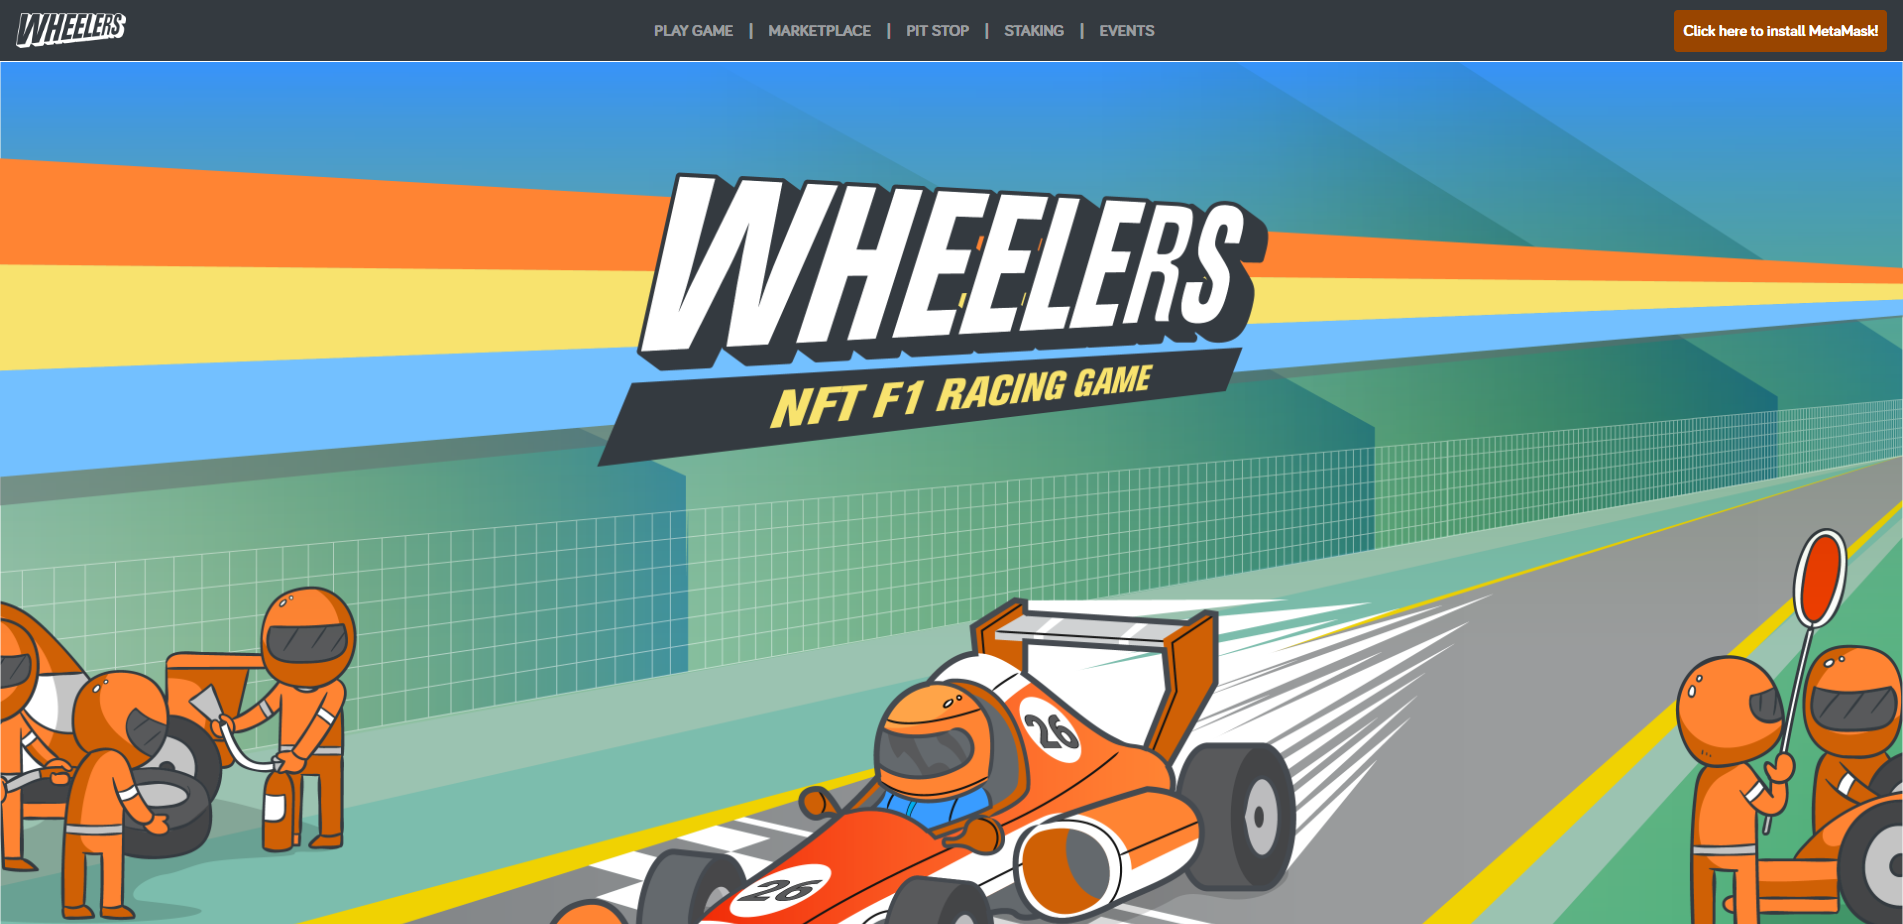 WHEELERS
PLAY GAME | MARKETPLACE | PIT STOP | STAKING | EVENTS
Click here to install MetaMask!
WHEELERS
NFT F1 RACING GAME
26
26